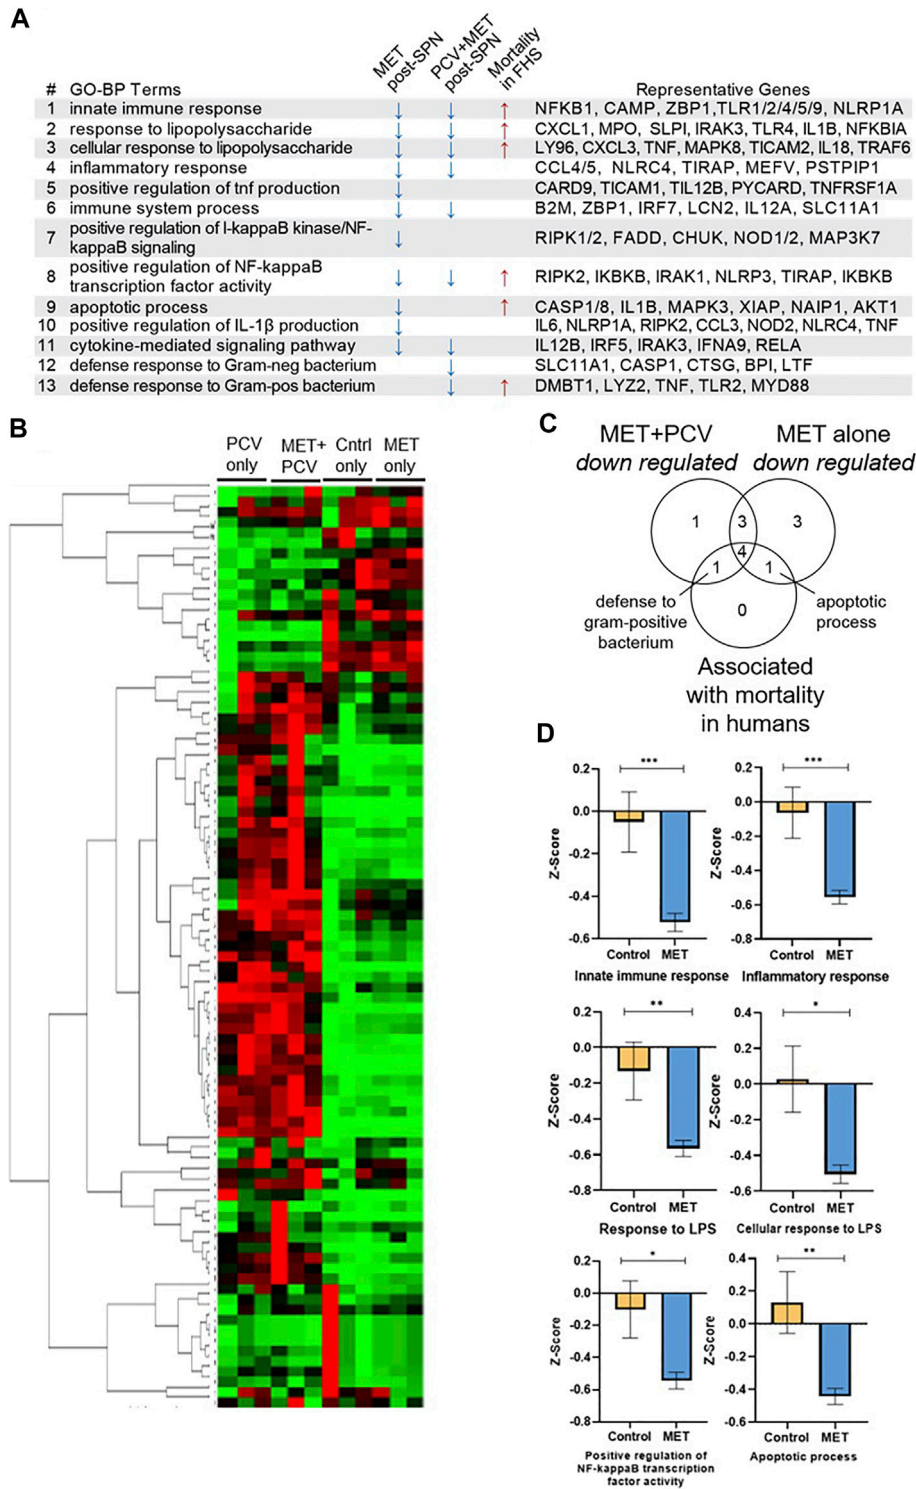 A
MET
post-SPN
PCV+MET
post-SPN
Mortality
in FHS
# GO-BP Terms Representative Genes
1 innate immune response ↓ ↓ ↑ NFKB1, CAMP, ZBP1,TLR1/2/4/5/9, NLRP1A
2 response to lipopolysaccharide ↓ ↓ ↑ CXCL1, MPO, SLPI, IRAK3, TLR4, IL1B, NFKBIA
3 cellular response to lipopolysaccharide ↓ ↓ ↑ LY96, CXCL3, TNF, MAPK8, TICAM2, IL18, TRAF6
4 inflammatory response ↓ ↓ CCL4/5, NLRC4, TIRAP, MEFV, PSTPIP1
5 positive regulation of tnf production ↓ CARD9, TICAM1, TIL12B, PYCARD, TNFRSF1A
6 immune system process ↓ ↓ B2M, ZBP1, IRF7, LCN2, IL12A, SLC11A1
7 positive regulation of I-kappaB kinase/NF-
kappaB signaling ↓ RIPK1/2, FADD, CHUK, NOD1/2, MAP3K7
8 positive regulation of NF-kappaB
transcription factor activity ↓ ↓ ↑ RIPK2, IKBKB, IRAK1, NLRP3, TIRAP, IKBKB
9 apoptotic process ↓ ↑ CASP1/8, IL1B, MAPK3, XIAP, NAIP1, AKT1
10 positive regulation of IL-1β production ↓ IL6, NLRP1A, RIPK2, CCL3, NOD2, NLRC4, TNF
11 cytokine-mediated signaling pathway ↓ ↓ IL12B, IRF5, IRAK3, IFNA9, RELA
12 defense response to Gram-neg bacterium ↓ SLC11A1, CASP1, CTSG, BPI, LTF
13 defense response to Gram-pos bacterium ↓ ↑ DMBT1, LYZ2, TNF, TLR2, MYD88
B
PCV
only
MET+
PCV
Cntrl
only
MET
only
C
MET+PCV
down regulated
MET alone
down regulated
1 3 3
4
1 1
0
defense to
gram-positive
bacterium
apoptotic
process
Associated
with mortality
in humans
D
Z-Score
0.2
0.0
-0.2
-0.4
-0.6
***
Control MET
Innate immune response
Z-Score
0.2
0.0
-0.2
-0.4
-0.6
-0.8
***
Control MET
Inflammatory response
Z-Score
0.2
0.0
-0.2
-0.4
-0.6
-0.8
**
Control MET
Response to LPS
Z-Score
0.4
0.2
0.0
-0.2
-0.4
-0.6
*
Control MET
Cellular response to LPS
Z-Score
0.2
0.0
-0.2
-0.4
-0.6
-0.8
*
Control MET
Positive regulation of
NF-kappaB transcription
factor activity
Z-Score
0.4
0.2
0.0
-0.2
-0.4
-0.6
**
Control MET
Apoptotic process